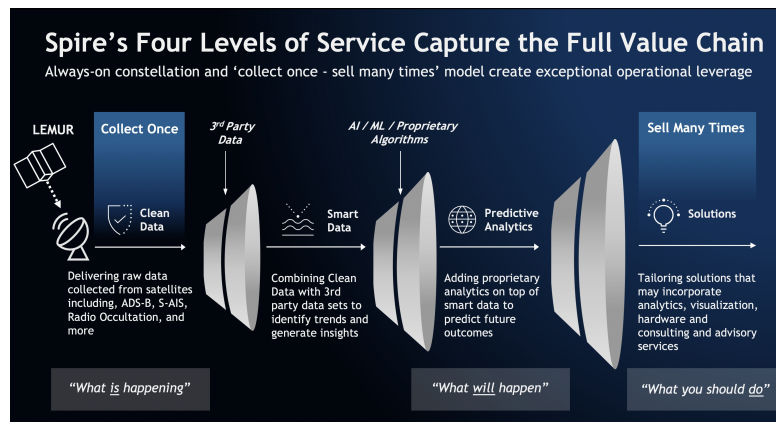 Spire's Four Levels of Service Capture the Full Value Chain
Always-on constellation and 'collect once - sell many times' model create exceptional operational leverage
LEMUR
Collect Once
3rd Party
Data
AI / ML / Proprietary
Algorithms
Sell Many Times
Clean
Data
Smart
Data
Predictive
Analytics
Solutions
Delivering raw data
collected from satellites
including, ADS-B, S-AIS,
Radio Occultation, and
more
Combining Clean
Data with 3rd
party data sets to
identify trends and
generate insights
Adding proprietary
analytics on top of
smart data to
predict future
outcomes
Tailoring solutions that
may incorporate
analytics, visualization,
hardware and
consulting and advisory
services
"What is happening"
"What will happen"
"What you should do"